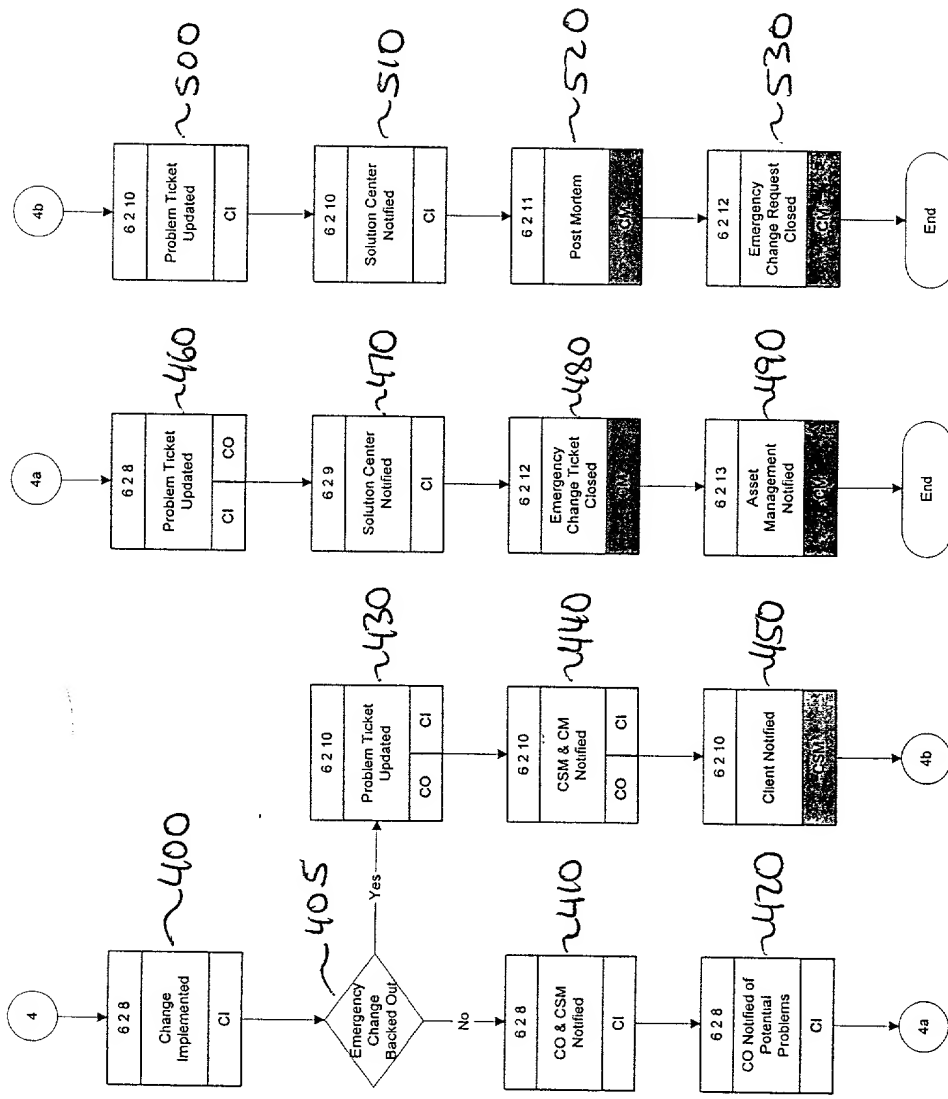 4
6 2 8
Change
Implemented
CI
~400
Emergency
Change
Backed Out
~405
Yes
No
6 2 8
CO & CSM
Notified
CI
~410
6 2 8
CO Notified of
Potential
Problems
CI
~420
4a
6 2 10
Problem Ticket
Updated
CO CI
~430
6 2 10
CSM & CM
Notified
CO CI
~440
6 2 10
Client Notified
CSM
~450
4b
4a
6 2 8
Problem Ticket
Updated
CI CO
~460
6 2 9
Solution Center
Notified
CI
~470
6 2 12
Emergency
Change Ticket
Closed
CM
~480
6 2 13
Asset
Management
Notified
CM
~490
End
4b
6 2 10
Problem Ticket
Updated
CI
~500
6 2 10
Solution Center
Notified
CI
~510
6 2 11
Post Mortem
CM
~520
6 2 12
Emergency
Change Request
Closed
CM
~530
End